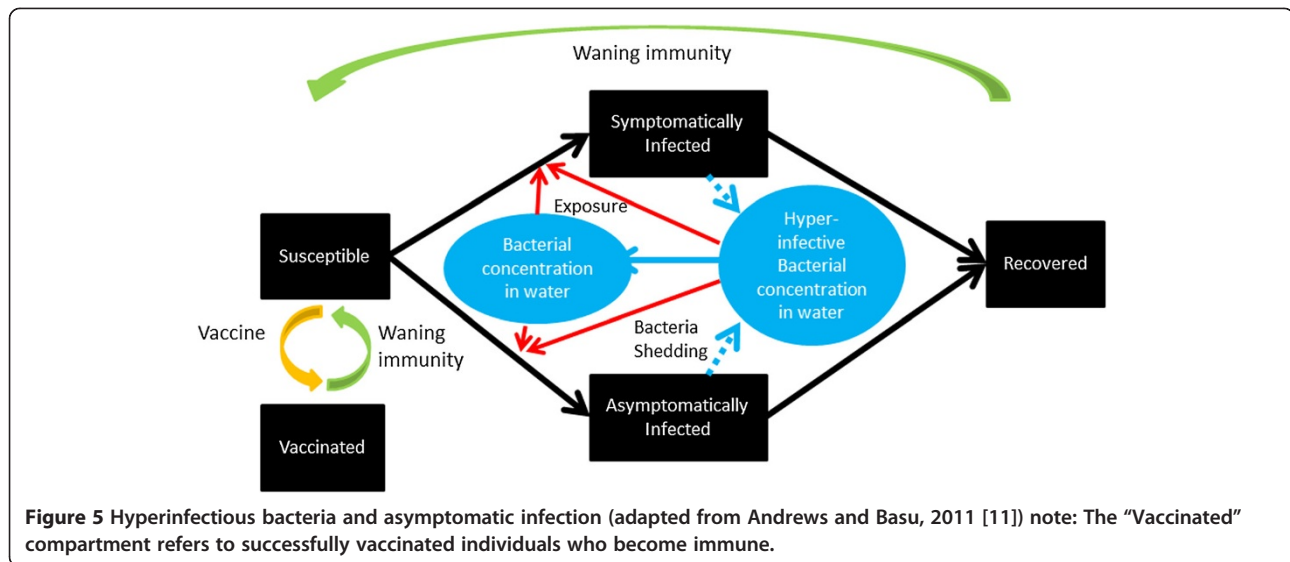 Waning immunity
Symptomatically
Infected
Exposure
Susceptible
Bacterial
concentration
in water
Hyper-
infective
Bacterial
concentration
in water
Recovered
Vaccine
Waning
immunity
Bacteria
Shedding
Asymptomatically
Infected
Vaccinated
Figure 5 Hyperinfectious bacteria and asymptomatic infection (adapted from Andrews and Basu, 2011 [11]) note: The “Vaccinated”
compartment refers to successfully vaccinated individuals who become immune.